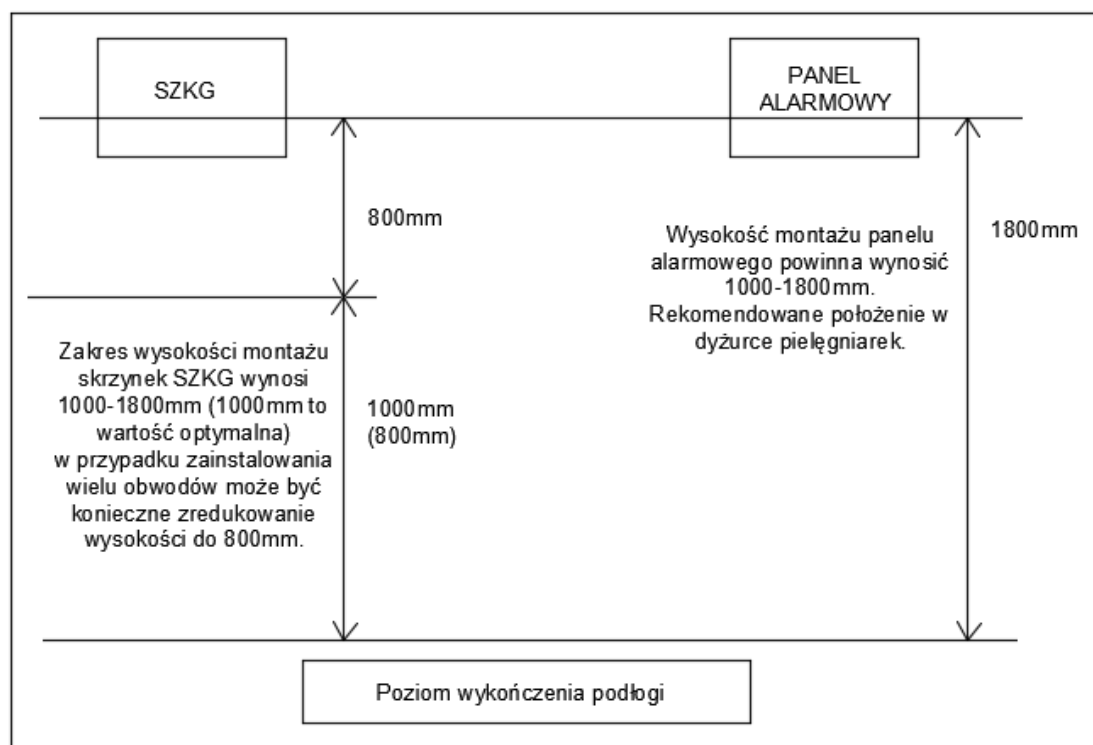 SZKG
PANEL
ALARMOWY
800mm
1800mm
Wysokość montażu panelu
alarmowego powinna wynosić
1000-1800mm.
Rekomendowane położenie w
dyżurce pielęgniarek.
Zakres wysokości montażu
skrzynek SZKG wynosi
1000-1800mm (1000mm to
wartość optymalna)
w przypadku zainstalowania
wielu obwodów może być
konieczne zredukowanie
wysokości do 800mm.
1000mm
(800mm)
Poziom wykończenia podłogi